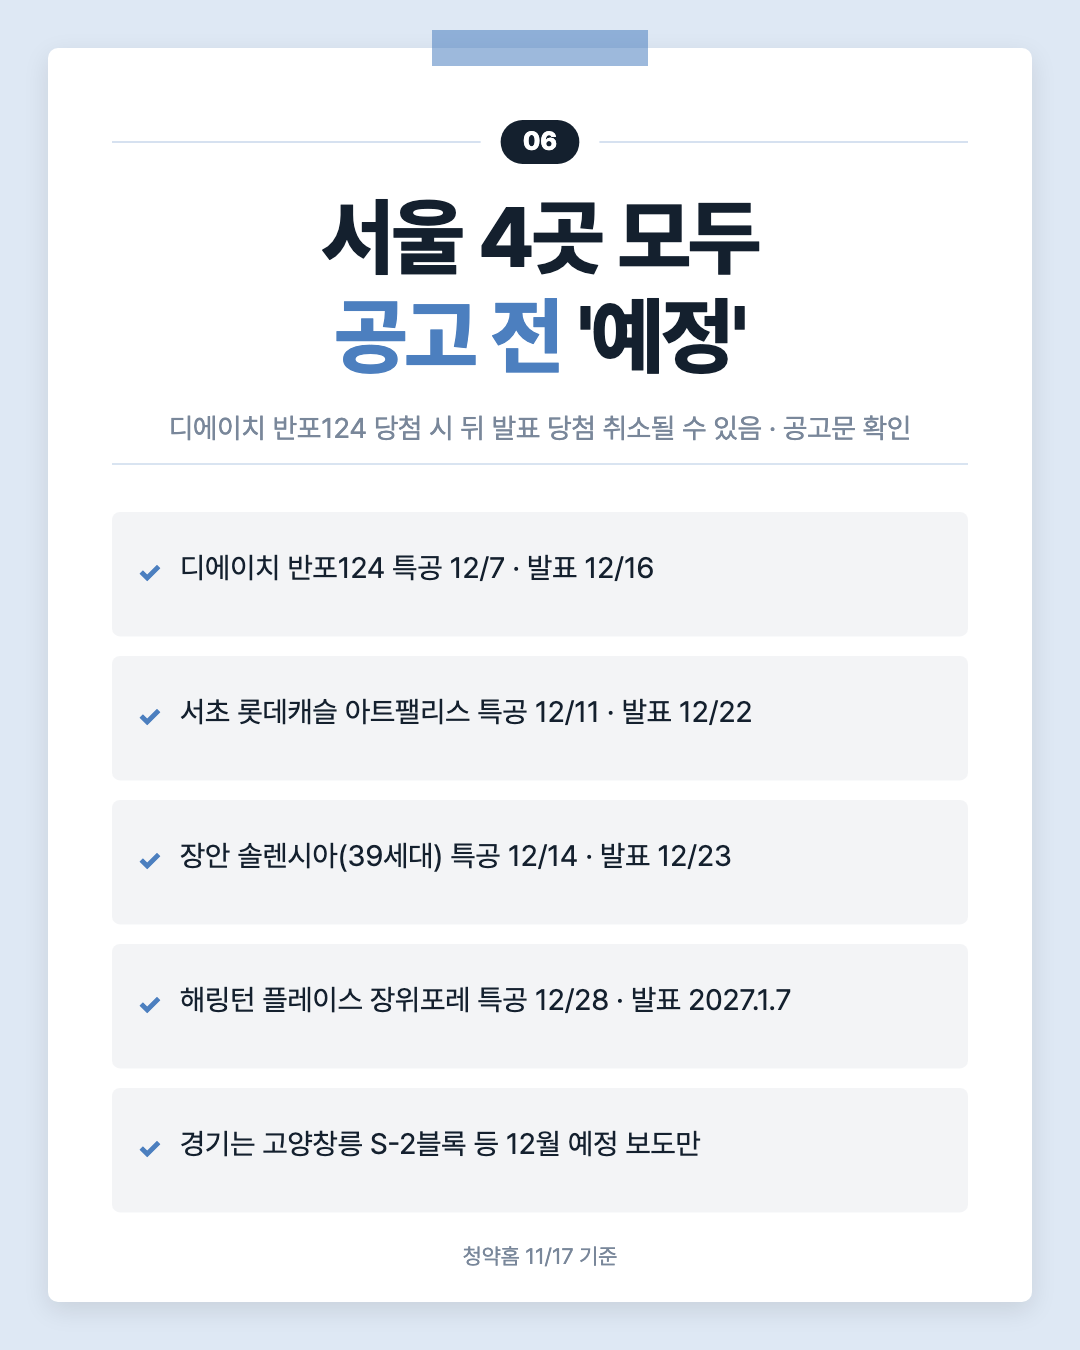 06
서울 4곳 모두
공고 전 '예정'
디에이치 반포124 당첨 시 뒤 발표 당첨 취소될 수 있음 · 공고문 확인
디에이치 반포124 특공 12/7 · 발표 12/16
서초 롯데캐슬 아트팰리스 특공 12/11 · 발표 12/22
장안 솔렌시아(39세대) 특공 12/14 · 발표 12/23
해링턴 플레이스 장위포레 특공 12/28 · 발표 2027.1.7
경기는 고양창릉 S-2블록 등 12월 예정 보도만
청약홈 11/17 기준